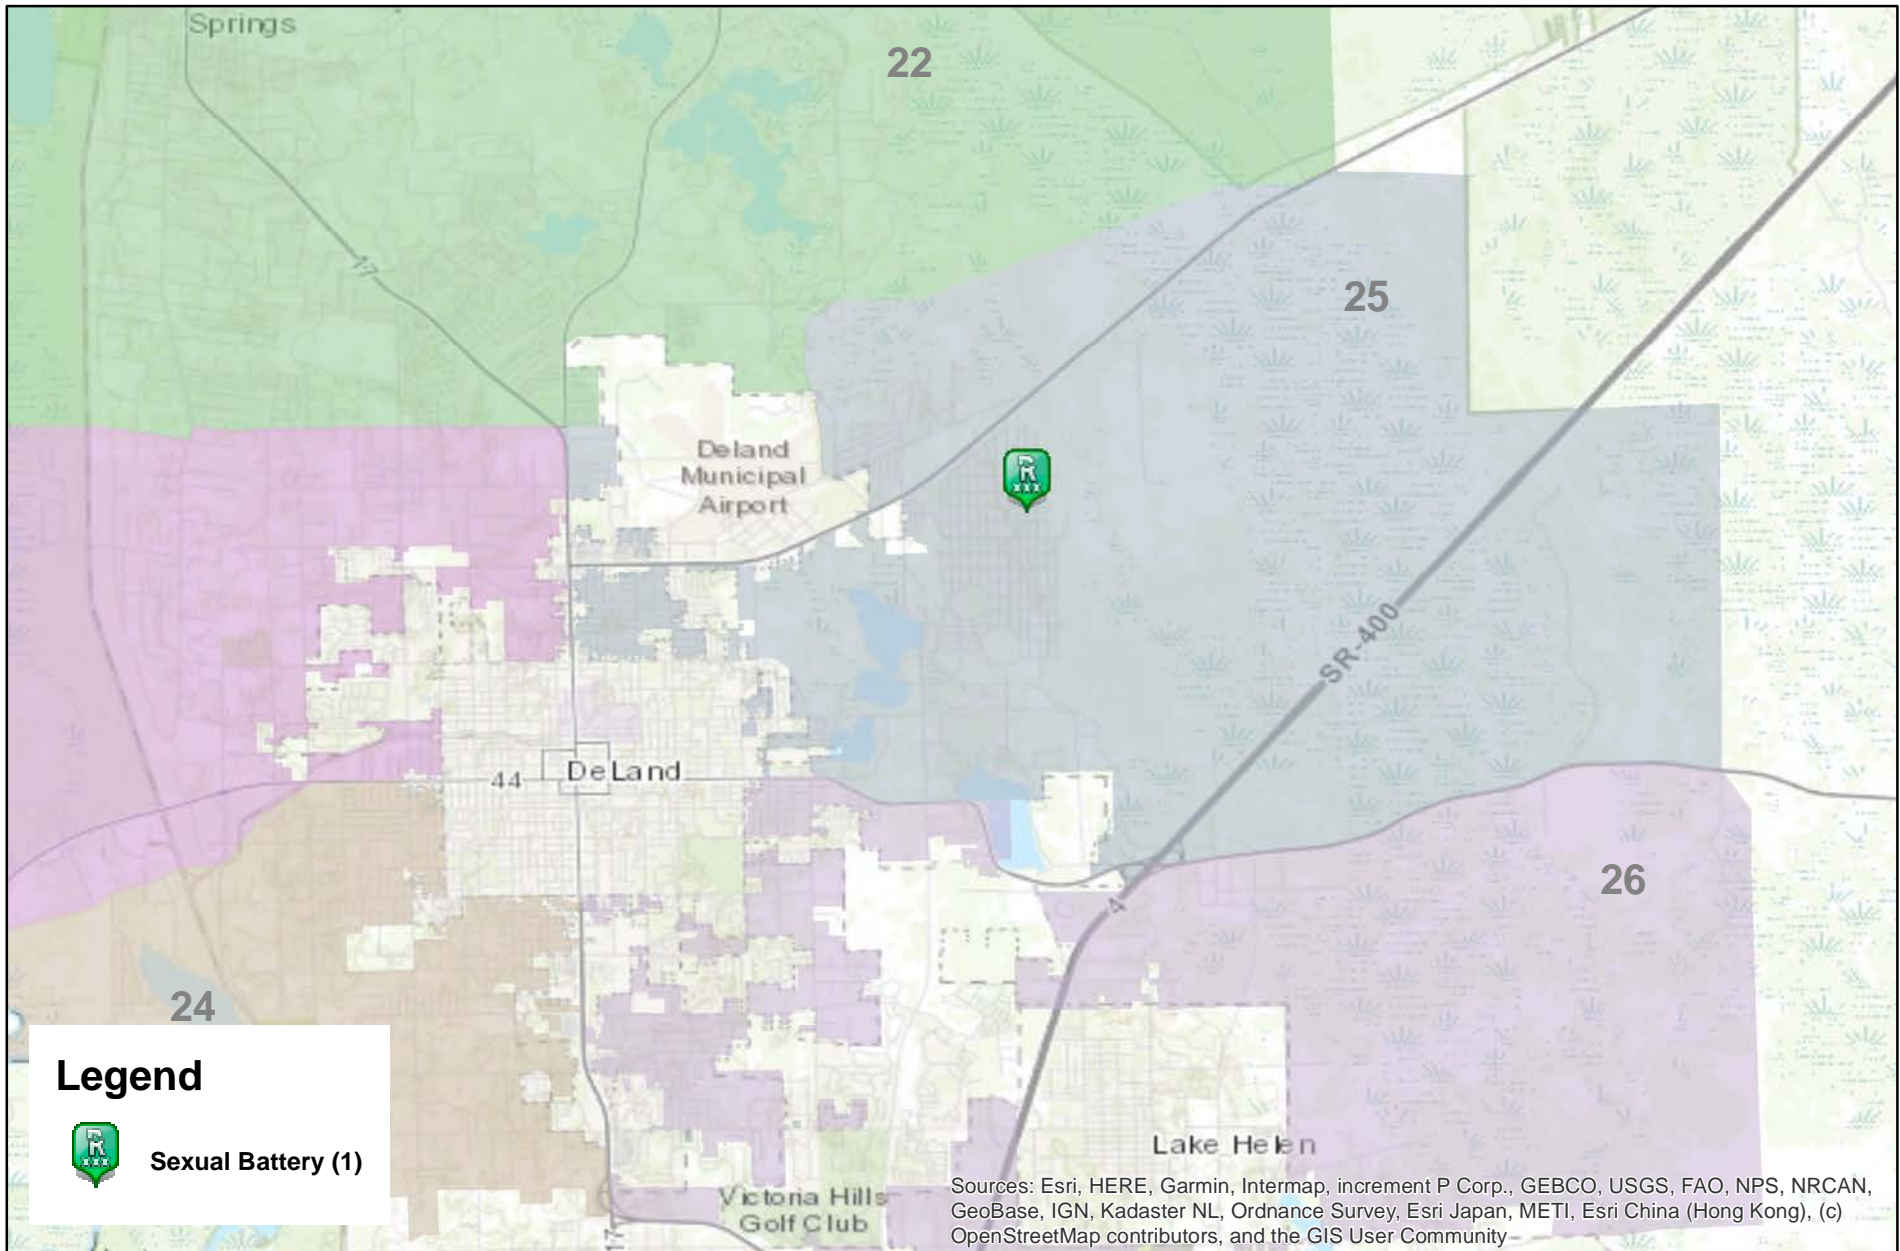 Springs
22
17
25
Deland
Municipal
Airport
SR-400
44
DeLand
26
4
24
Legend
R
xxx
Sexual Battery (1)
R
xxx
Lake Helen
Victoria Hills
Golf Club
17
Sources: Esri, HERE, Garmin, Intermap, increment P Corp., GEBCO, USGS, FAO, NPS, NRCAN,
GeoBase, IGN, Kadaster NL, Ordnance Survey, Esri Japan, METI, Esri China (Hong Kong), (c)
OpenStreetMap contributors, and the GIS User Community